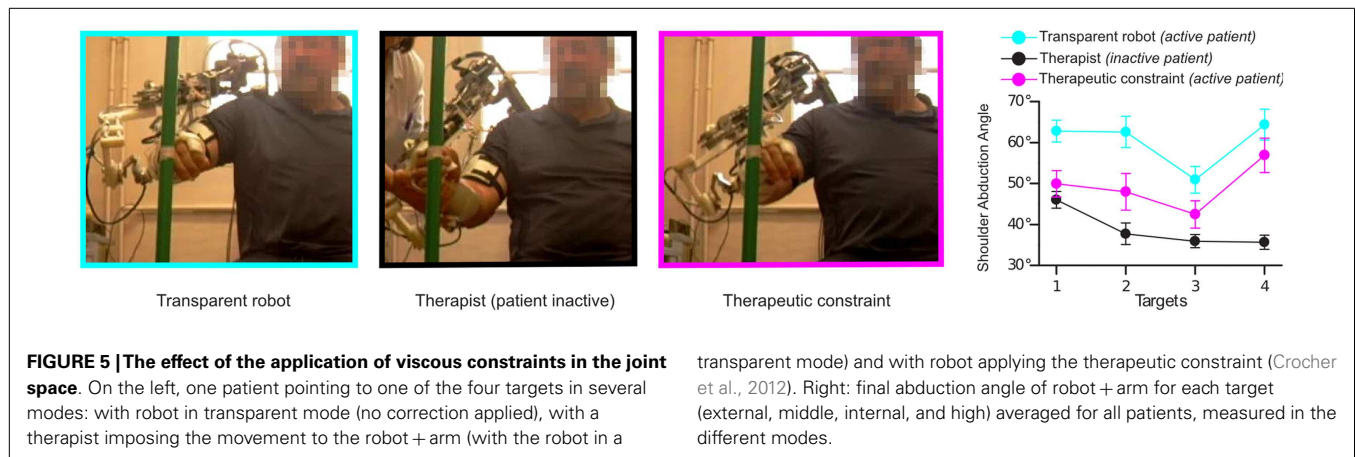 Transparent robot (active patient)
Therapist (inactive patient)
Therapeutic constraint (active patient)
70°
60°
50°
40°
30°
Shoulder Abduction Angle
1 2 3 4
Targets
Transparent robot
Therapist (patient inactive)
Therapeutic constraint
FIGURE 5 | The effect of the application of viscous constraints in the joint
space. On the left, one patient pointing to one of the four targets in several
modes: with robot in transparent mode (no correction applied), with a
therapist imposing the movement to the robot + arm (with the robot in a
transparent mode) and with robot applying the therapeutic constraint (Crocher
et al., 2012). Right: final abduction angle of robot + arm for each target
(external, middle, internal, and high) averaged for all patients, measured in the
different modes.